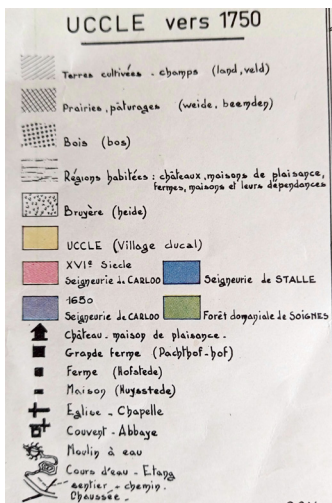 UCCLE vers 1750
Terres cultivées - champs (land, veld)
Prairies, pâturages (weide, beemden)
Bois (bos)
Régions habitées : châteaux, maisons de plaisance,
fermes, maisons et leurs dépendances
Bruyère (heide)
UCCLE (Village ducal)
XVIe Siecle
Seigneurie de CARLOO
Seigneurie de STALLE
1650
Seigneurie de CARLOO
Forêt domaniale de SOIGNES
Château - maison de plaisance.
Grande ferme (Pachthof-hof)
Ferme (Hofstede)
Maison (Huysstede)
Eglise - Chapelle
Couvent - Abbaye
Moulin à eau
Cours d'eau - Etang
sentier - chemin.
Chaussée -